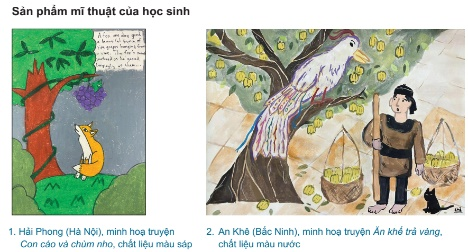 Sản phẩm mĩ thuật của học sinh
1. Hải Phong (Hà Nội), minh hoạ truyện
Con cáo và chùm nho, chất liệu màu sáp
2. An Khê (Bắc Ninh), minh hoạ truyện Ăn khế trả vàng,
chất liệu màu nước